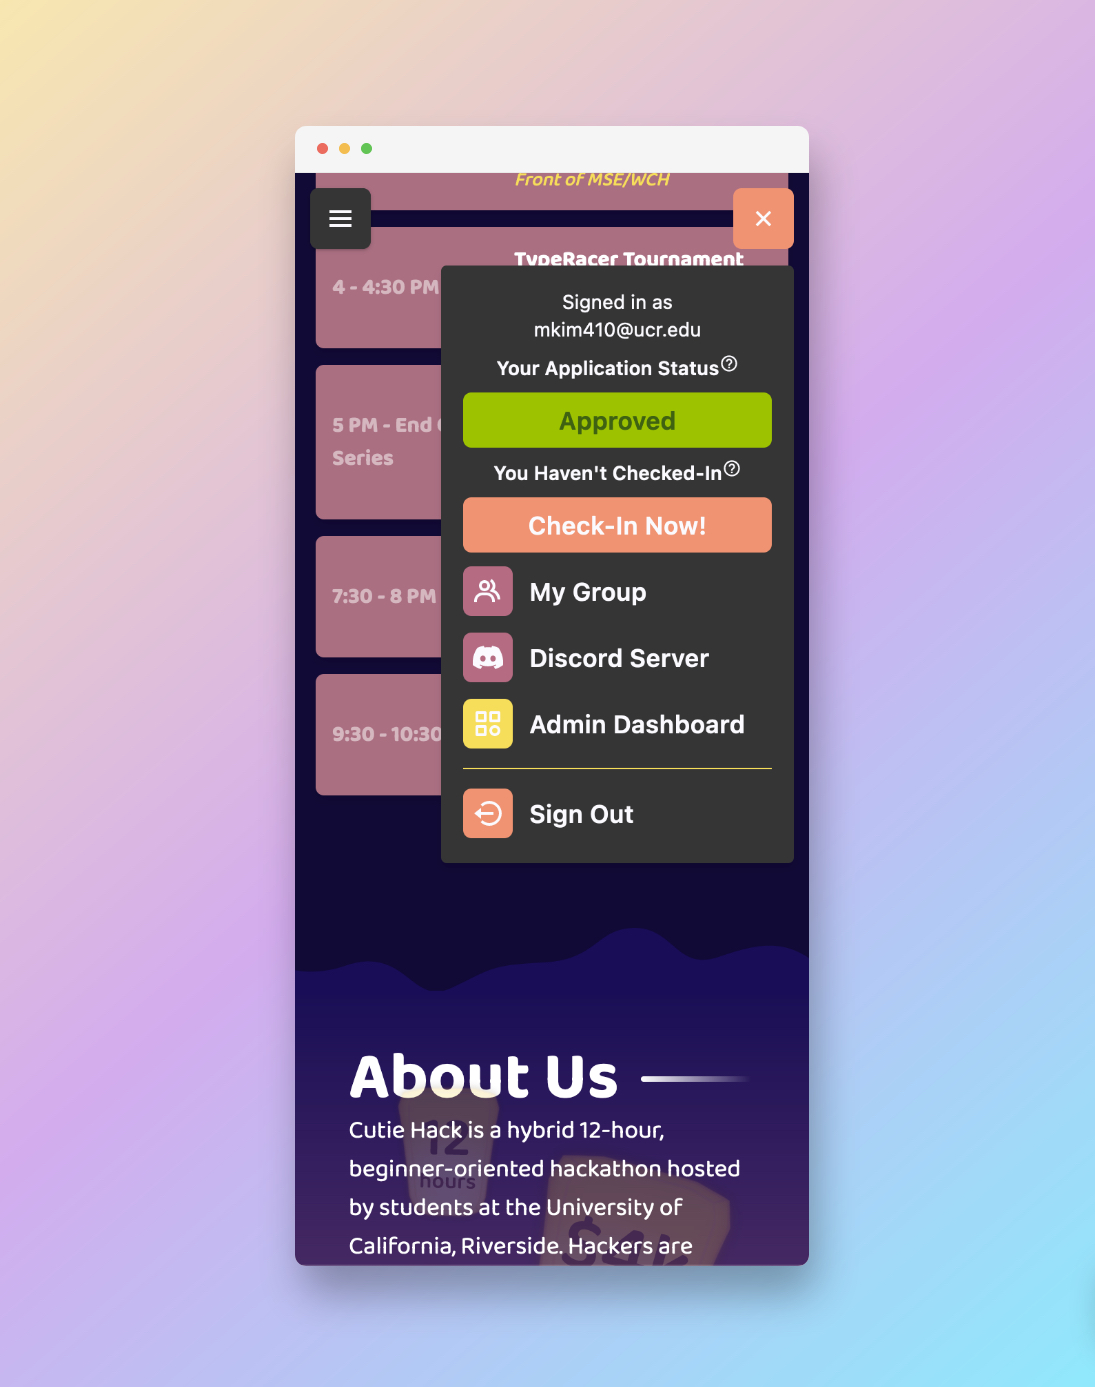 Front of MSE/WCH
TypeRacer Tournament
4 - 4:30 PM
Signed in as
mkim410@ucr.edu
Your Application Status
Approved
5 PM - End
Series
You Haven't Checked-In
Check-In Now!
7:30 - 8 PM
My Group
Discord Server
9:30 - 10:30
Admin Dashboard
Sign Out
About Us
Cutie Hack is a hybrid 12-hour,
beginner-oriented hackathon hosted
by students at the University of
California, Riverside. Hackers are
12
hours
$4k